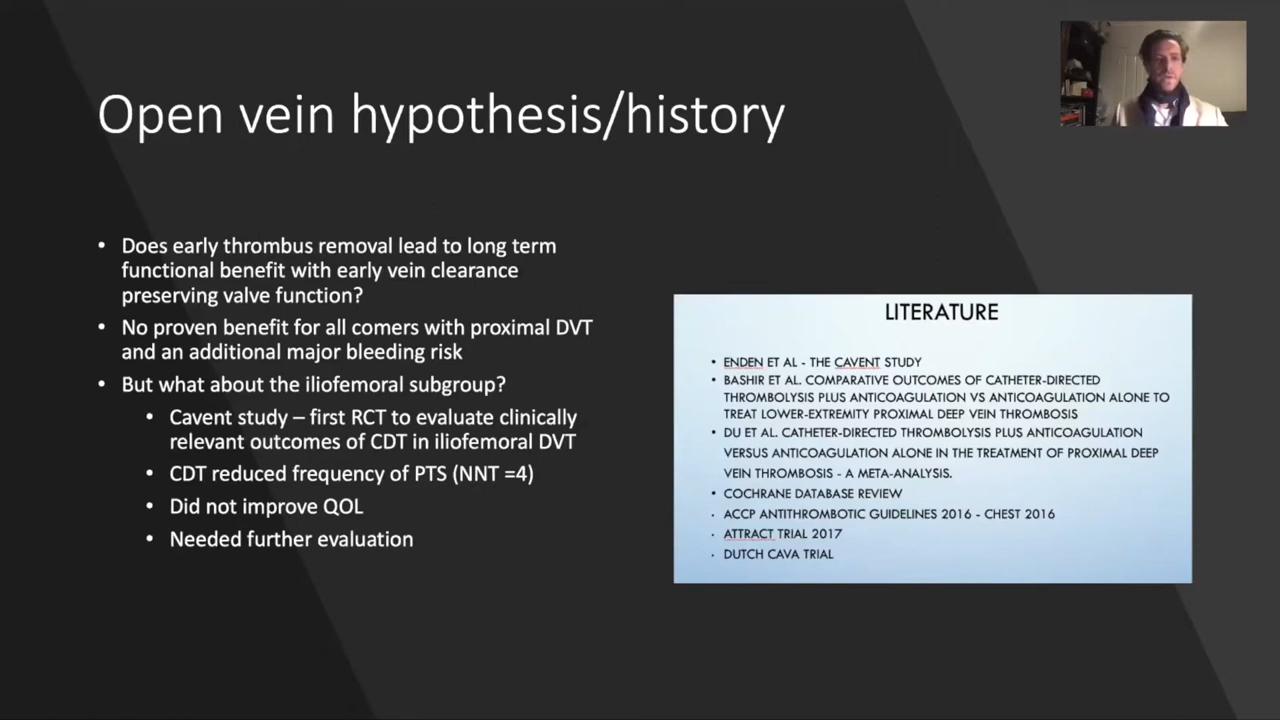 Open vein hypothesis/history
• Does early thrombus removal lead to long term
functional benefit with early vein clearance
preserving valve function?
• No proven benefit for all comers with proximal DVT
and an additional major bleeding risk
• But what about the iliofemoral subgroup?
• Cavent study – first RCT to evaluate clinically
relevant outcomes of CDT in iliofemoral DVT
• CDT reduced frequency of PTS (NNT =4)
• Did not improve QOL
• Needed further evaluation
LITERATURE
• ENDEN ET AL - THE CAVENT STUDY
• BASHIR ET AL. COMPARATIVE OUTCOMES OF CATHETER-DIRECTED
THROMBOLYSIS PLUS ANTICOAGULATION VS ANTICOAGULATION ALONE TO
TREAT LOWER-EXTREMITY PROXIMAL DEEP VEIN THROMBOSIS
• DU ET AL. CATHETER-DIRECTED THROMBOLYSIS PLUS ANTICOAGULATION
VERSUS ANTICOAGULATION ALONE IN THE TREATMENT OF PROXIMAL DEEP
VEIN THROMBOSIS - A META-ANALYSIS.
• COCHRANE DATABASE REVIEW
• ACCP ANTITHROMBOTIC GUIDELINES 2016 - CHEST 2016
• ATTRACT TRIAL 2017
• DUTCH CAVA TRIAL